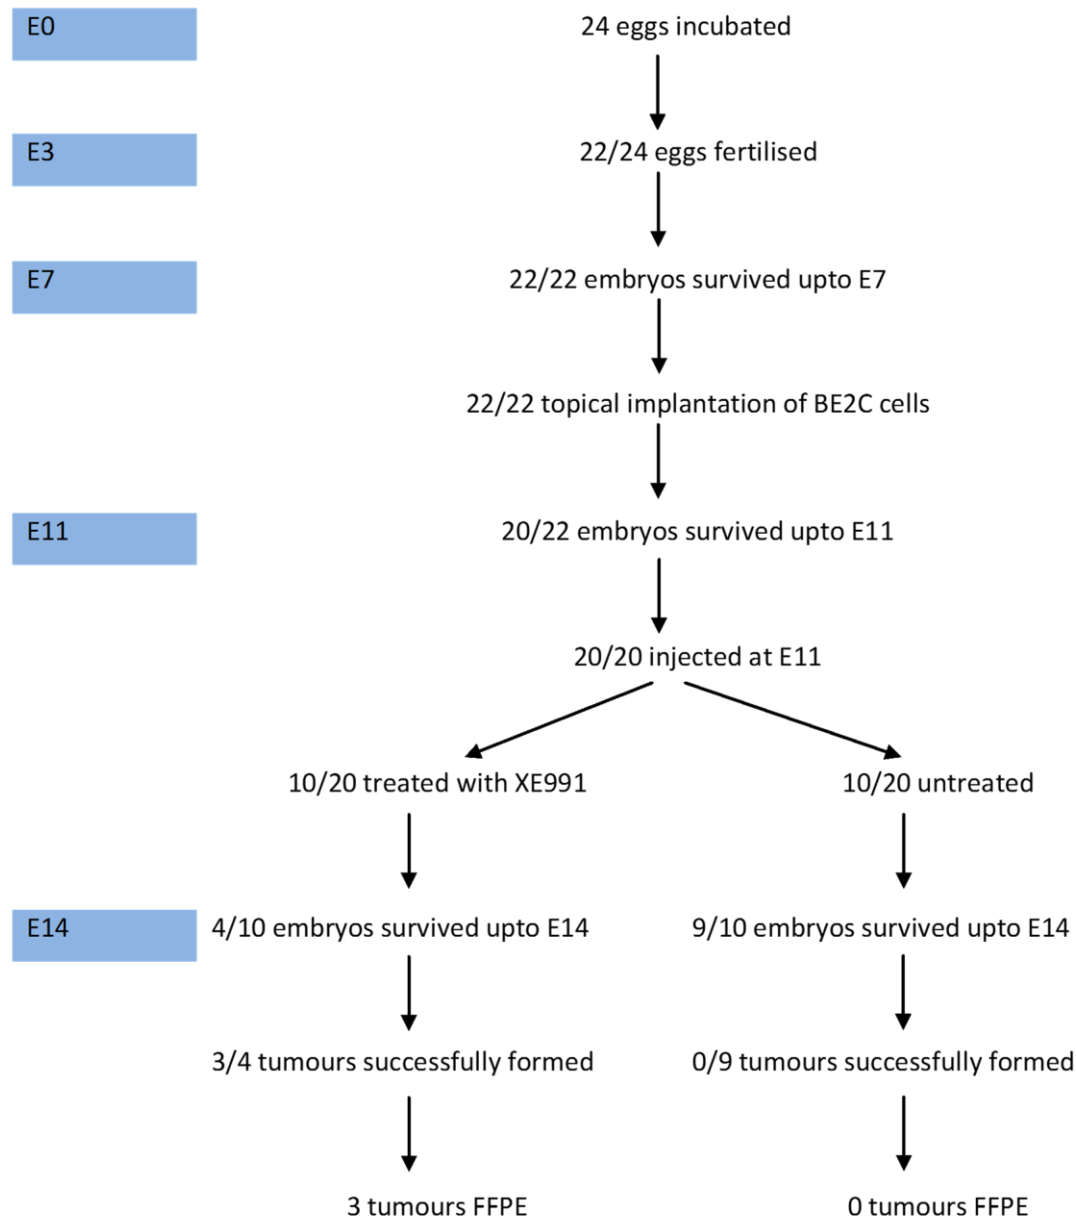 E0
24 eggs incubated
E3
22/24 eggs fertilised
E7
22/22 embryos survived upto E7
22/22 topical implantation of BE2C cells
E11
20/22 embryos survived upto E11
20/20 injected at E11
10/20 treated with XE991
10/20 untreated
E14
4/10 embryos survived upto E14
9/10 embryos survived upto E14
3/4 tumours successfully formed
0/9 tumours successfully formed
3 tumours FFPE
0 tumours FFPE